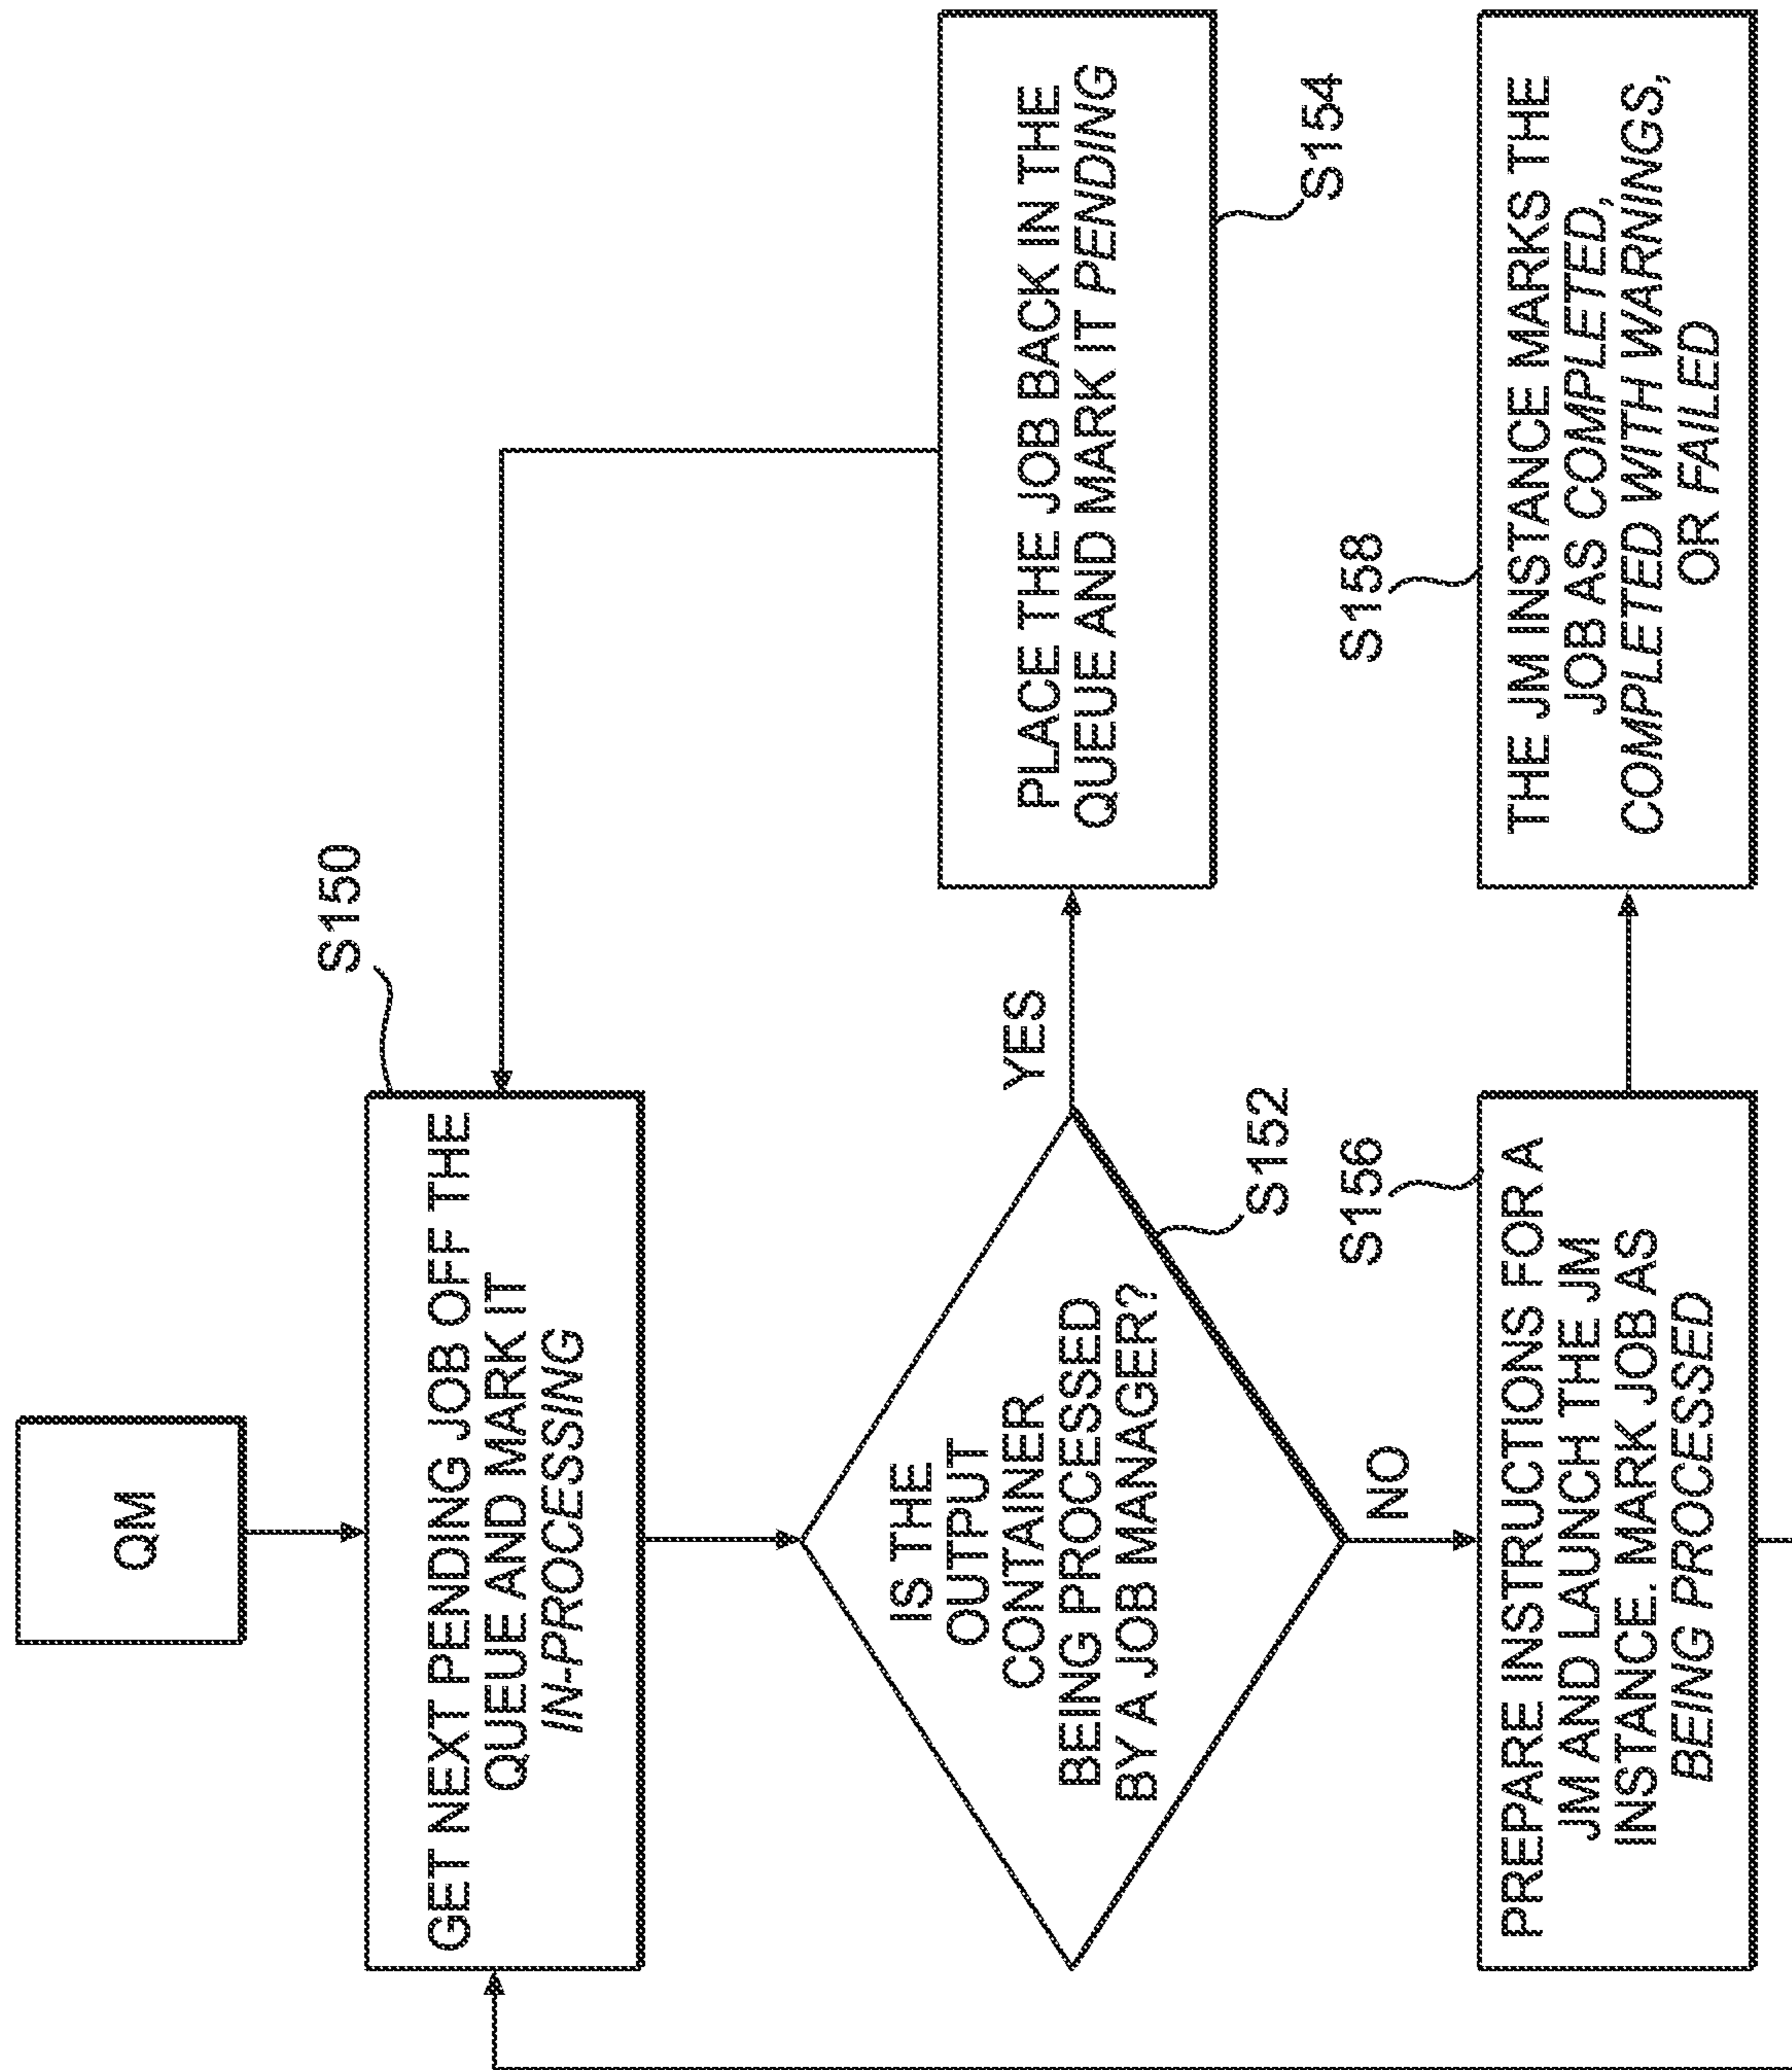 QM
S150
GET NEXT PENDING JOB OFF THE
QUEUE AND MARK IT
IN-PROCESSING
IS THE
OUTPUT
CONTAINER
BEING PROCESSED
BY A JOB MANAGER?
S152
YES
PLACE THE JOB BACK IN THE
QUEUE AND MARK IT PENDING
S154
NO
S156
PREPARE INSTRUCTIONS FOR A
JM AND LAUNCH THE JM
INSTANCE. MARK JOB AS
BEING PROCESSED
S158
THE JM INSTANCE MARKS THE
JOB AS COMPLETED,
COMPLETED WITH WARNINGS,
OR FAILED